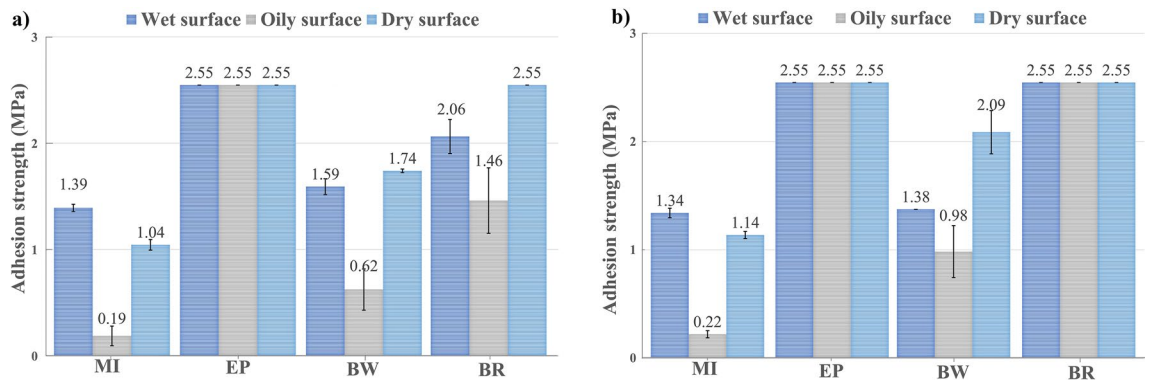 a)
Wet surface Oily surface Dry surface
Adhesion strength (MPa)
3
2
1
0
1.39
0.19
1.04
2.55 2.55 2.55
1.59
0.62
1.74
2.06
1.46
2.55
MI EP BW BR
b)
Wet surface Oily surface Dry surface
Adhesion strength (MPa)
3
2
1
0
1.34
0.22
1.14
2.55 2.55 2.55
1.38
0.98
2.09
2.55 2.55 2.55
MI EP BW BR